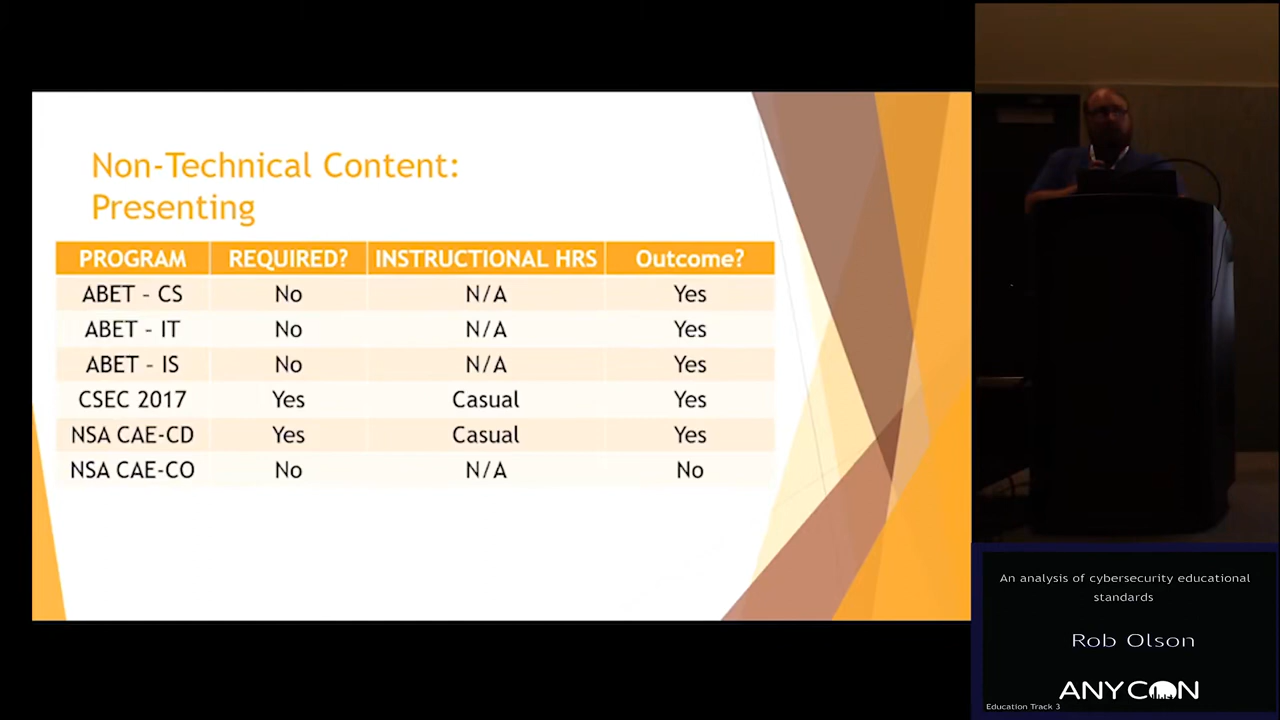 Non-Technical Content:
Presenting
PROGRAM REQUIRED? INSTRUCTIONAL HRS Outcome?
ABET – CS No N/A Yes
ABET – IT No N/A Yes
ABET – IS No N/A Yes
CSEC 2017 Yes Casual Yes
NSA CAE-CD Yes Casual Yes
NSA CAE-CO No N/A No
An analysis of cybersecurity educational
standards
Rob Olson
ANYCON
Education Track 3